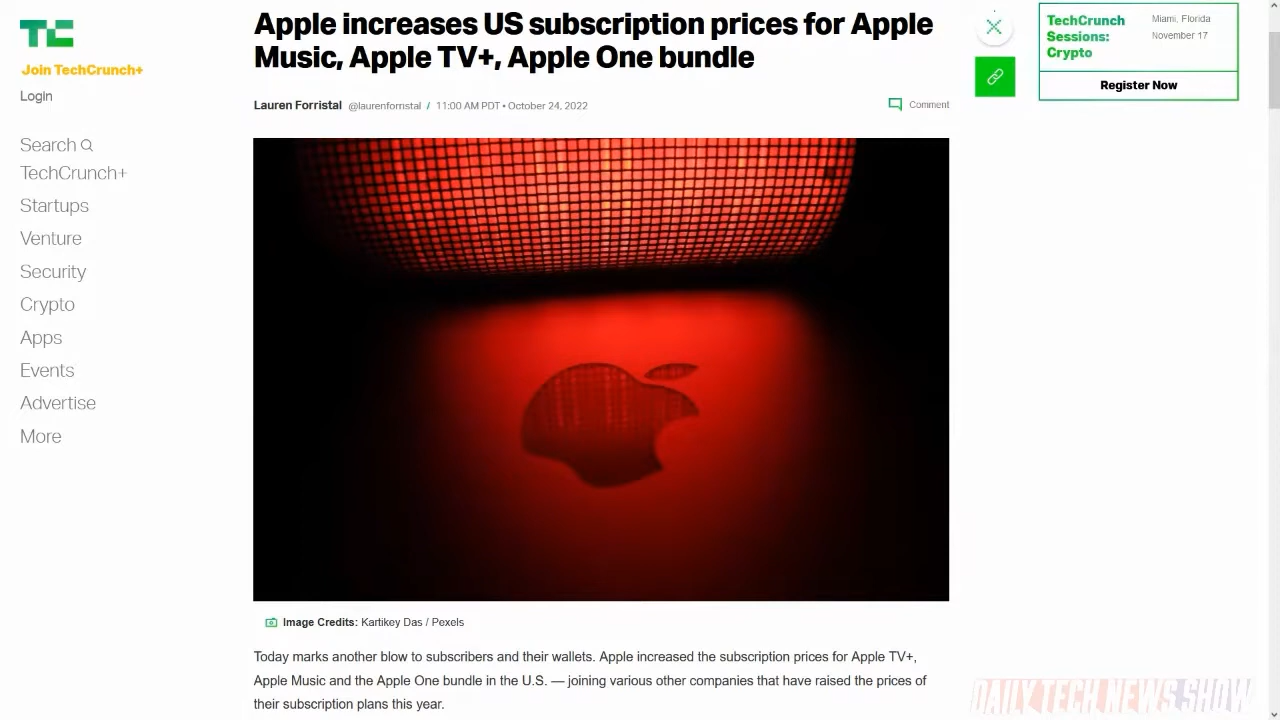 Join TechCrunch+
Login
Search
TechCrunch+
Startups
Venture
Security
Crypto
Apps
Events
Advertise
More
Apple increases US subscription prices for Apple
Music, Apple TV+, Apple One bundle
Lauren Forristal @laurenforristal / 11:00 AM PDT • October 24, 2022
Comment
Image Credits: Kartikey Das / Pexels
Today marks another blow to subscribers and their wallets. Apple increased the subscription prices for Apple TV+,
Apple Music and the Apple One bundle in the U.S. — joining various other companies that have raised the prices of
their subscription plans this year.
TechCrunch
Sessions:
Crypto
Miami, Florida
November 17
Register Now
DAILY TECH NEWS SHOW